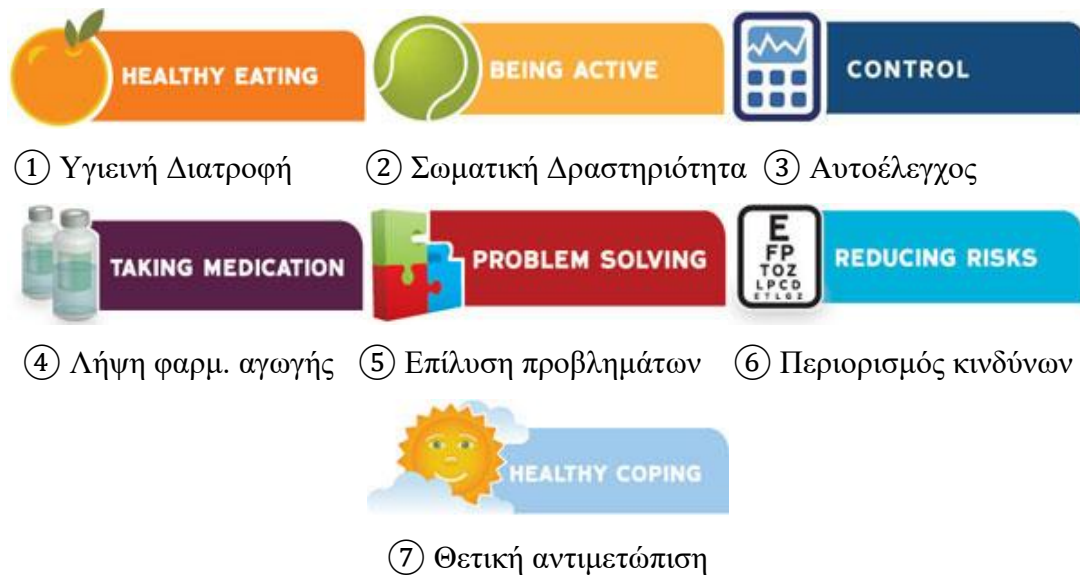 HEALTHY EATING
BEING ACTIVE
CONTROL
① Υγιεινή Διατροφή
② Σωματική Δραστηριότητα
③ Αυτοέλεγχος
TAKING MEDICATION
PROBLEM SOLVING
E
FP
TOZ
LPCD
ETLGZ
REDUCING RISKS
④ Λήψη φαρμ. αγωγής
⑤ Επίλυση προβλημάτων
⑥ Περιορισμός κινδύνων
HEALTHY COPING
⑦ Θετική αντιμετώπιση